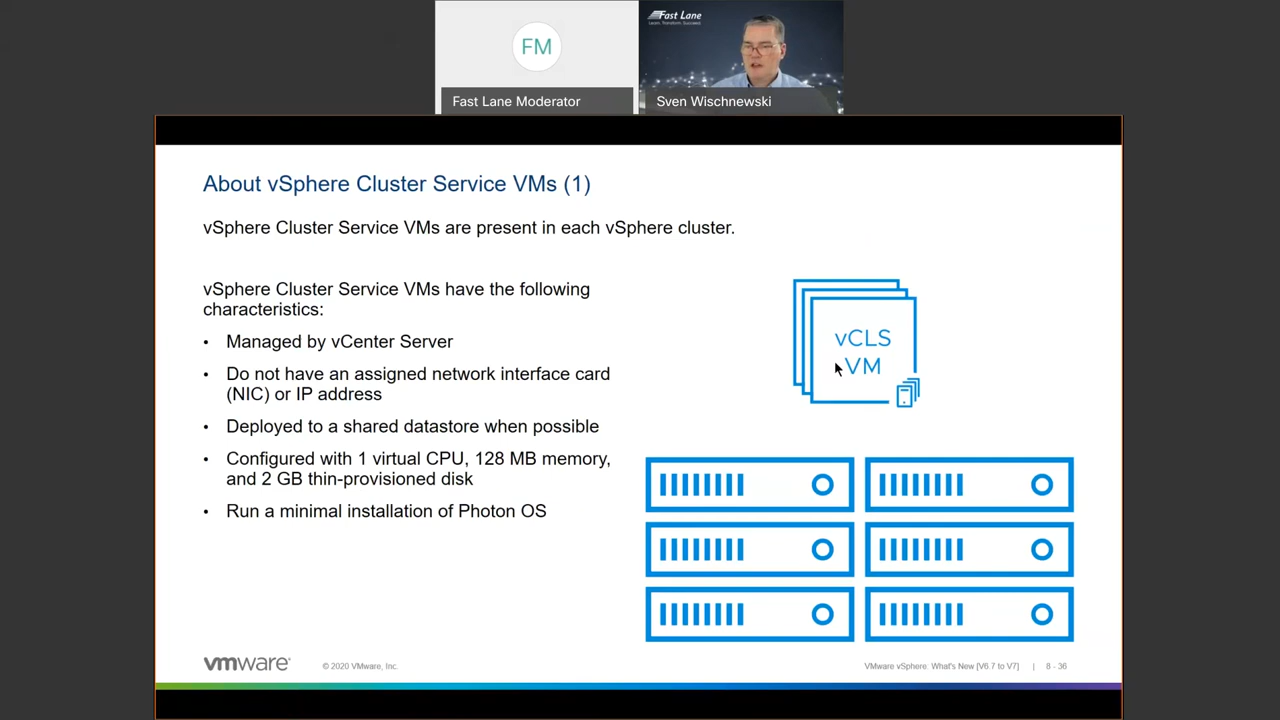 FM
Fast Lane Moderator
Fast Lane
Learn. Transform. Succeed.
Sven Wischnewski
About vSphere Cluster Service VMs (1)
vSphere Cluster Service VMs are present in each vSphere cluster.
vSphere Cluster Service VMs have the following
characteristics:
• Managed by vCenter Server
• Do not have an assigned network interface card
(NIC) or IP address
• Deployed to a shared datastore when possible
• Configured with 1 virtual CPU, 128 MB memory,
and 2 GB thin-provisioned disk
• Run a minimal installation of Photon OS
vCLS
VM
vmware®
© 2020 VMware, Inc.
VMware vSphere: What's New [V6.7 to V7] | 8 - 36